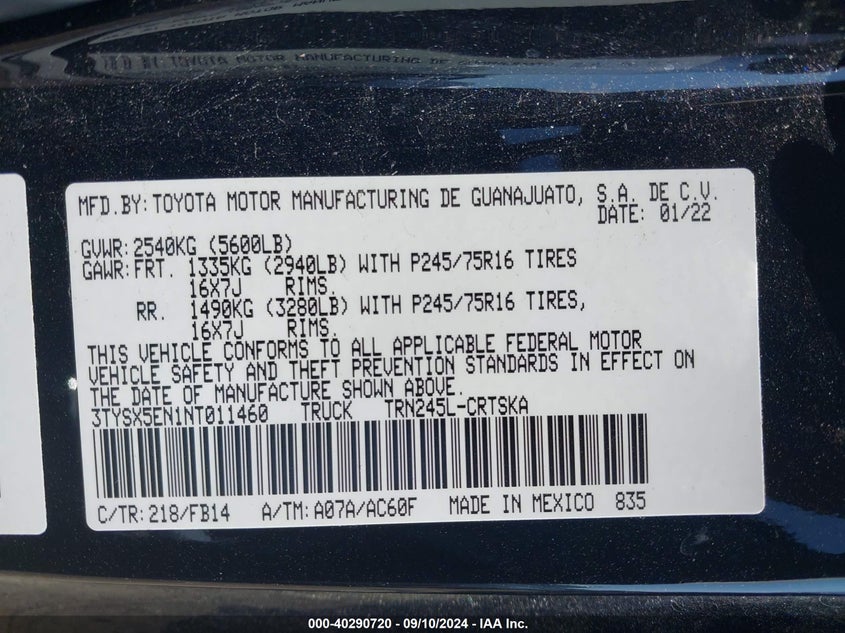 MFD.BY: TOYOTA MOTOR MANUFACTURING DE GUANAJUATO, S.A. DE C.V.
DATE: 01/22
GVWR: 2540KG (5600LB)
GAWR: FRT. 1335KG (2940LB) WITH P245/75R16 TIRES
16X7J RIMS.
RR. 1490KG (3280LB) WITH P245/75R16 TIRES,
16X7J RIMS.
THIS VEHICLE CONFORMS TO ALL APPLICABLE FEDERAL MOTOR
VEHICLE SAFETY AND THEFT PREVENTION STANDARDS IN EFFECT ON
THE DATE OF MANUFACTURE SHOWN ABOVE.
3TYSX5EN1NT011460 TRUCK TRN245L-CRTSKA
C/TR: 218/FB14 A/TM: A07A/AC60F MADE IN MEXICO 835
000-40290720 - 09/10/2024 - IAA Inc.